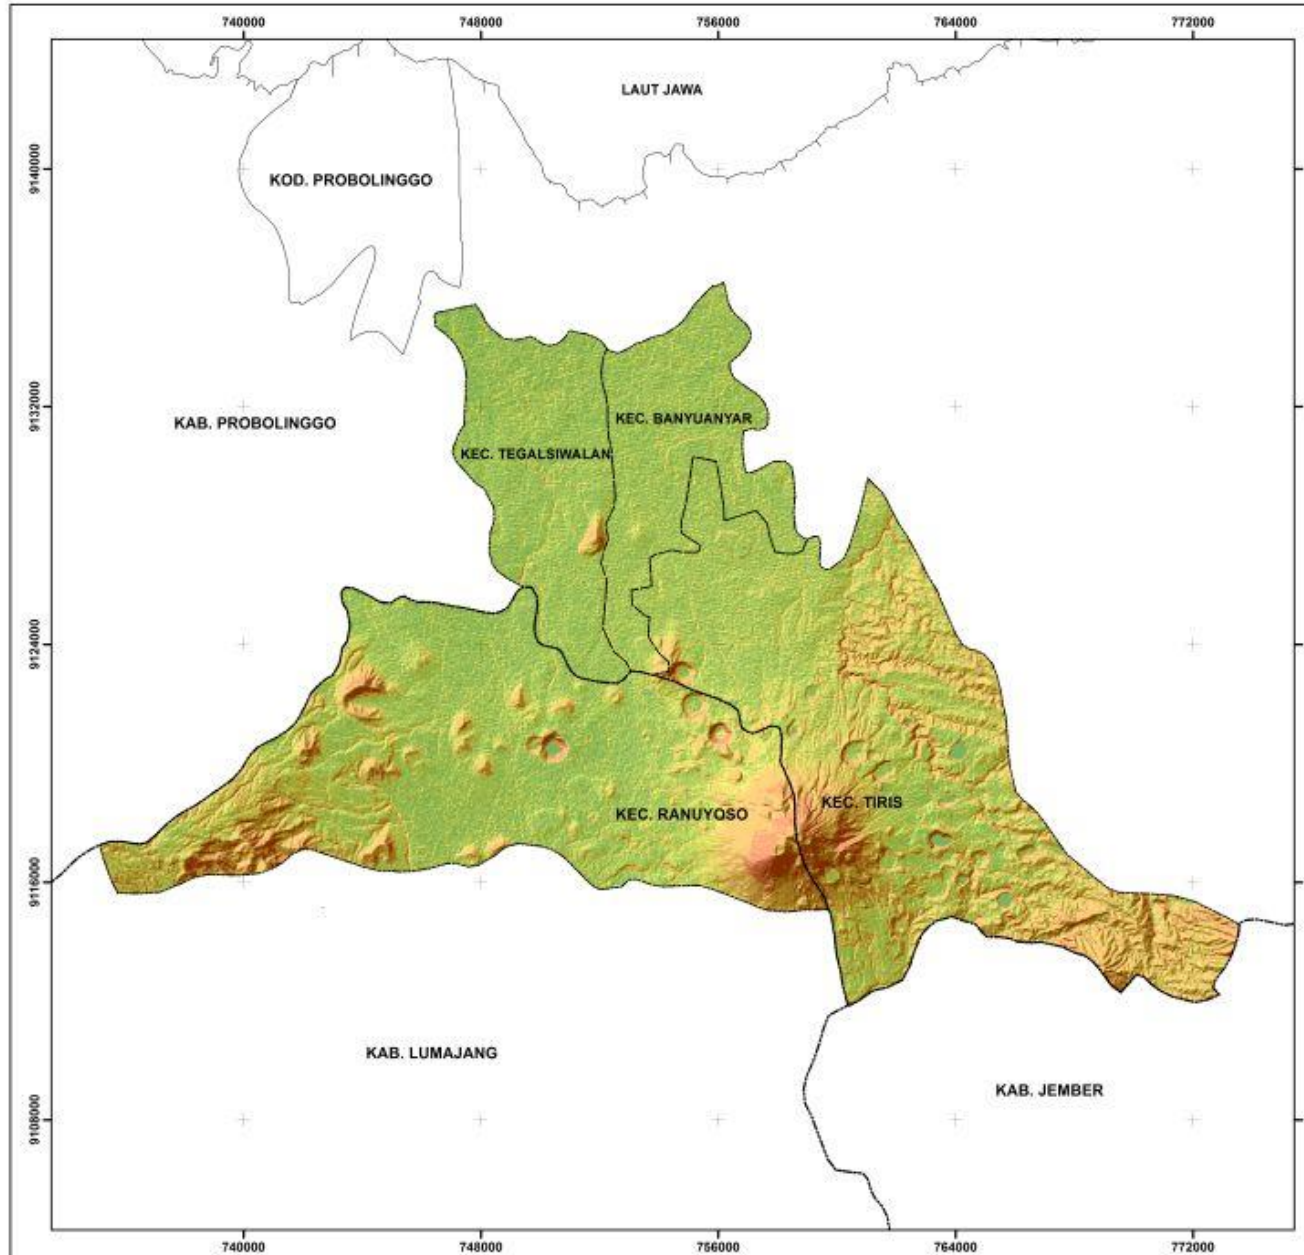 740000 748000 756000 764000 772000
LAUT JAWA
9140000
KOD. PROBOLINGGO
9132000
KAB. PROBOLINGGO
KEC. BANYUANYAR
KEC. TEGALSIWALAN
9124000
KEC. TIRIS
KEC. RANUYOSO
9116000
KAB. LUMAJANG
KAB. JEMBER
9108000
740000 748000 756000 764000 772000